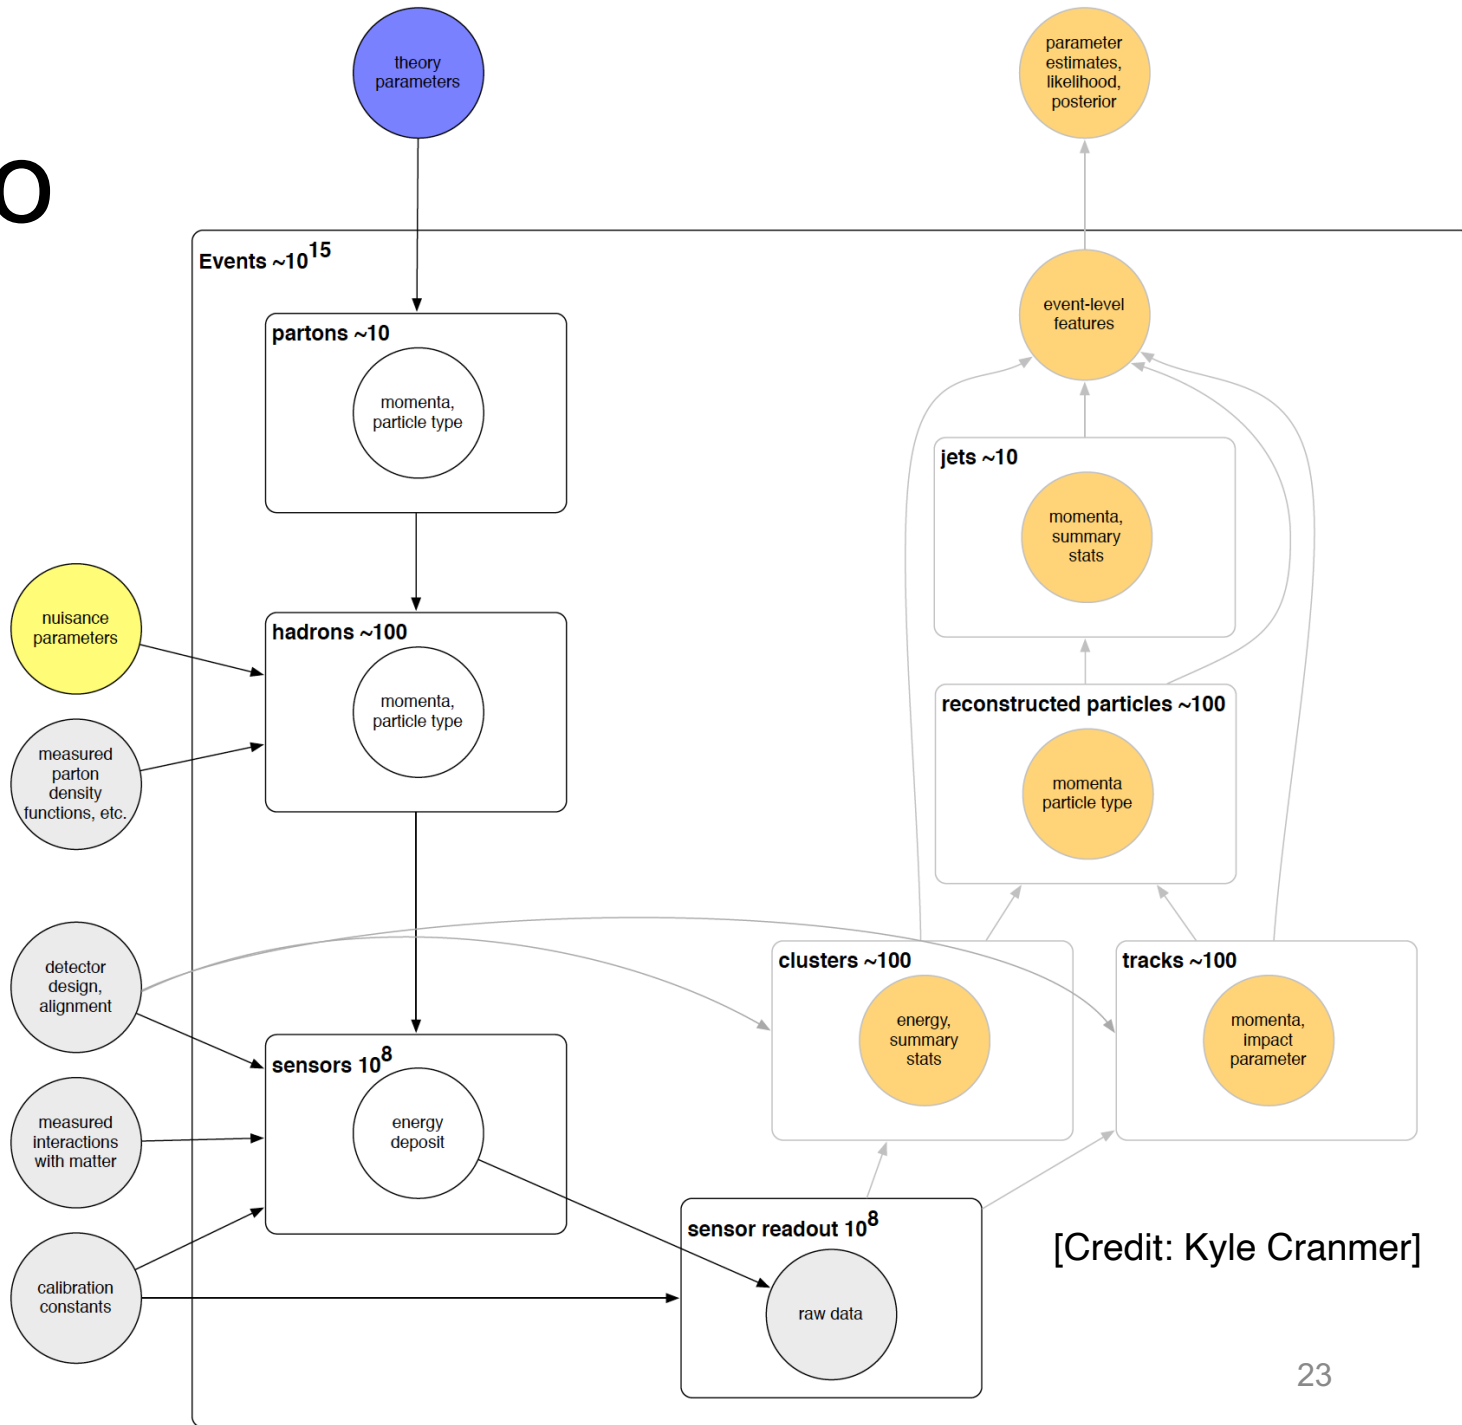 theory
parameters
parameter
estimates,
likelihood,
posterior
o
Events ~10^15
partons ~10
momenta,
particle type
event-level
features
jets ~10
momenta,
summary
stats
nuisance
parameters
hadrons ~100
momenta,
particle type
reconstructed particles ~100
momenta
particle type
measured
parton
density
functions, etc.
detector
design,
alignment
clusters ~100
energy,
summary
stats
tracks ~100
momenta,
impact
parameter
sensors 10^8
energy
deposit
measured
interactions
with matter
calibration
constants
sensor readout 10^8
raw data
[Credit: Kyle Cranmer]
23